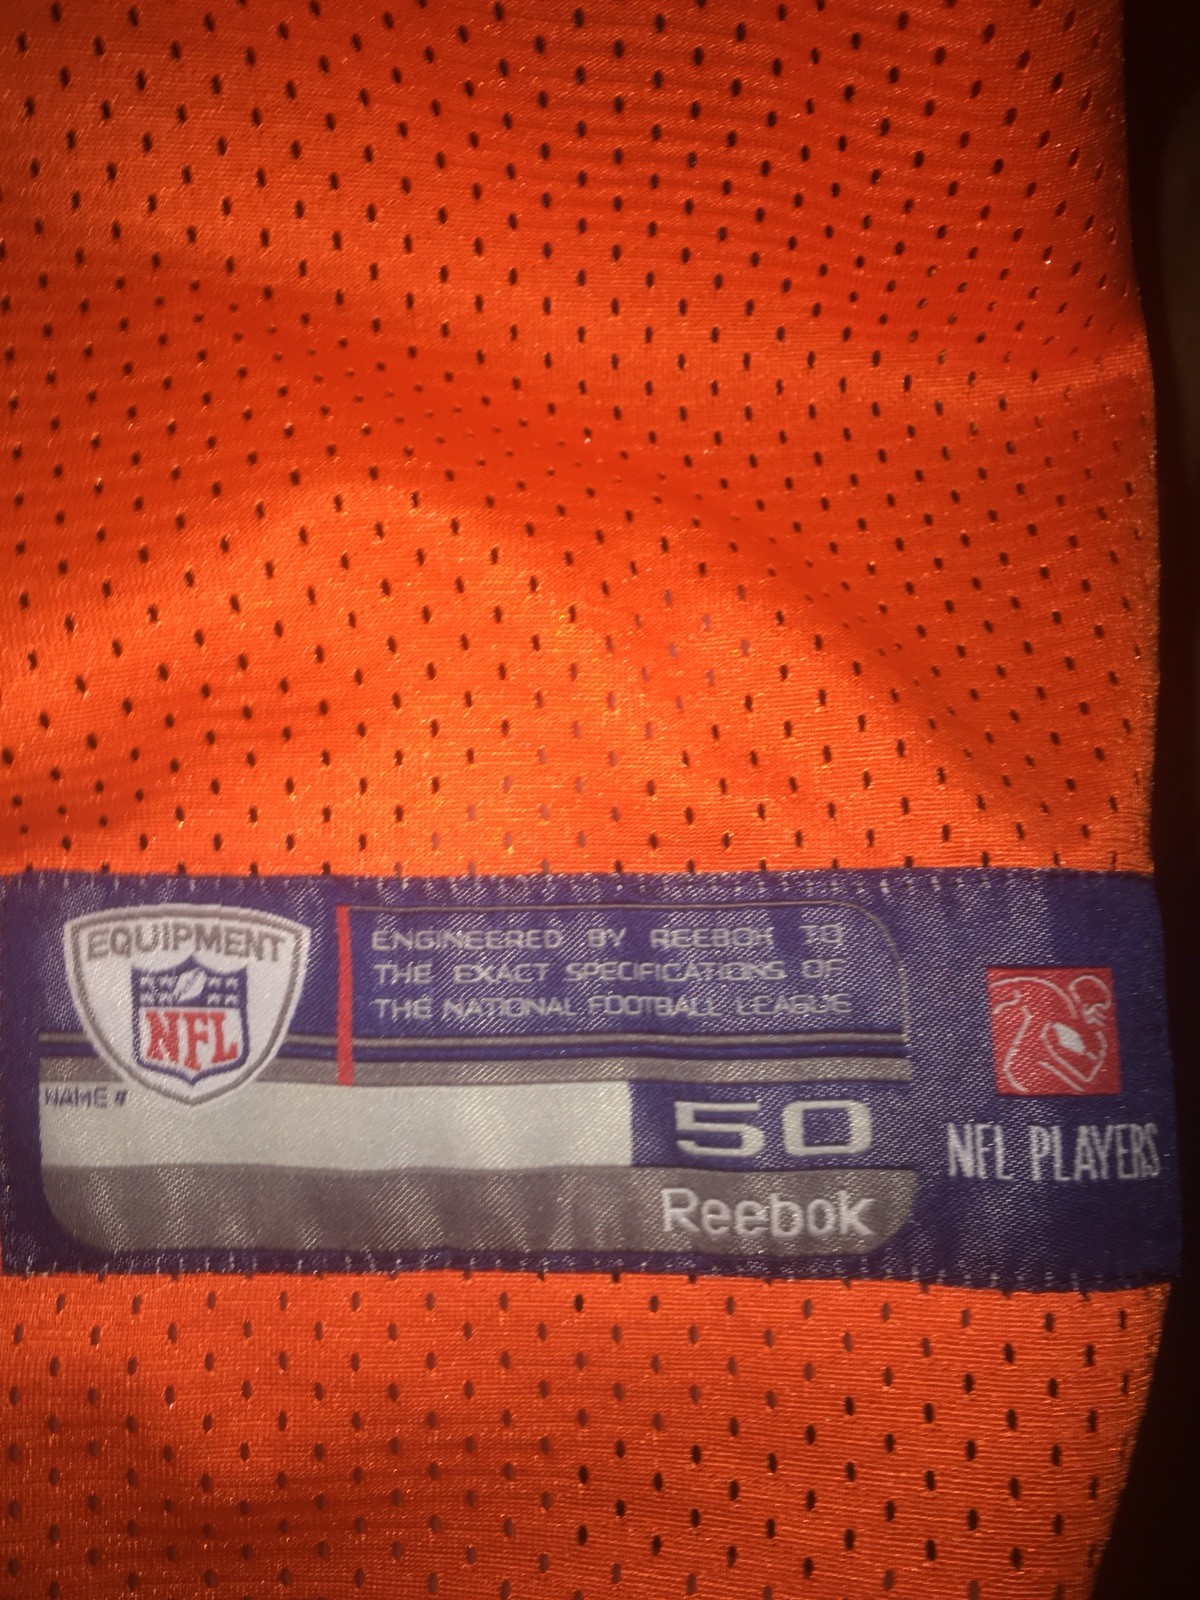 EQUIPMENT
NFL
ENGINEERED BY REEBOK TO
THE EXACT SPECIFICATIONS OF
THE NATIONAL FOOTBALL LEAGUE
NAME #
50
Reebok
NFL PLAYERS